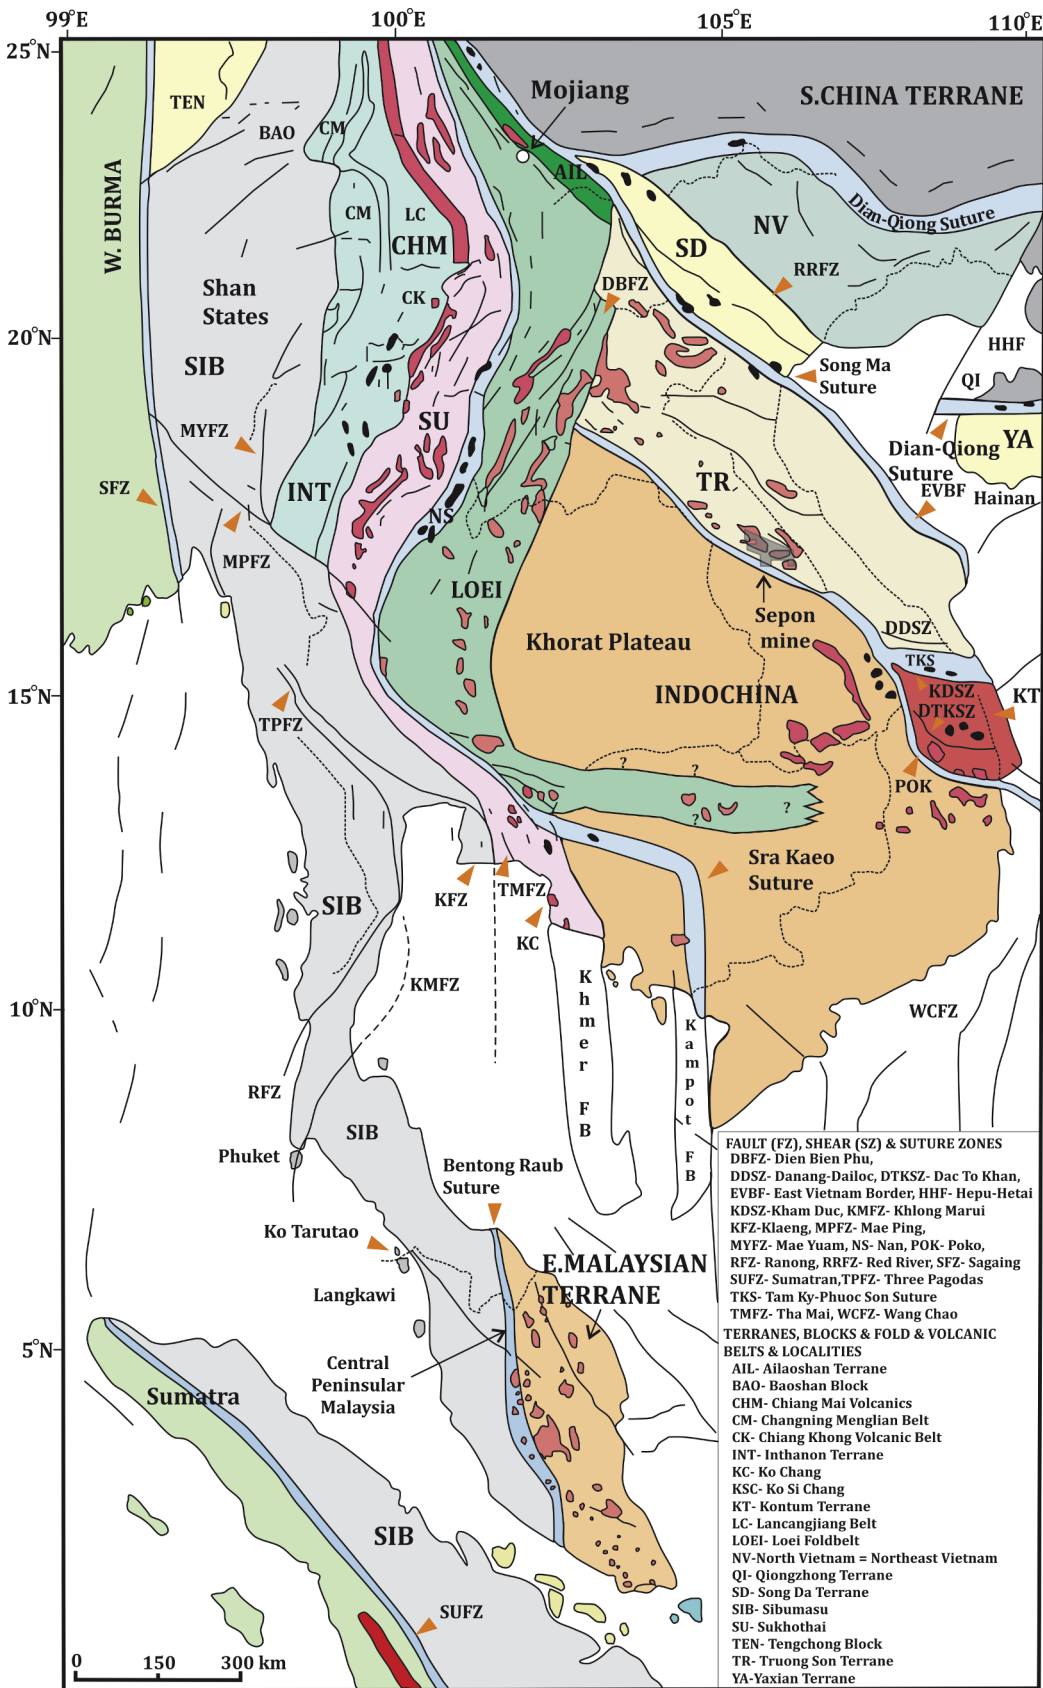 99°E
100°E
105°E
110°E
25°N
20°N
15°N
10°N
5°N
TEN
BAO
CM
Mojiang
S.CHINA TERRANE
W. BURMA
AIL
CM
LC
CHM
NV
Dian-Qiong Suture
SD
RRFZ
DBFZ
Shan
States
CK
HHF
SIB
Song Ma
Suture
QI
SU
MYFZ
Dian-Qiong
Suture
YA
SFZ
INT
TR
EVBF
Hainan
NS
MPFZ
LOEI
Sepon
mine
Khorat Plateau
DDSZ
TKS
INDOCHINA
KDSZ
KT
DTKSZ
TPFZ
?
?
POK
?
?
Sra Kaeo
Suture
KFZ
TMFZ
SIB
KC
KMFZ
Khmer
FB
Kampot
FB
WCFZ
RFZ
SIB
Phuket
Bentong Raub
Suture
Ko Tarutao
E.MALAYSIAN
TERRANE
Langkawi
Central
Peninsular
Malaysia
Sumatra
SIB
SUFZ
0
150
300 km
FAULT (FZ), SHEAR (SZ) & SUTURE ZONES
DBFZ- Dien Bien Phu,
DDSZ- Danang-Dailoc, DTKSZ- Dac To Khan,
EVBF- East Vietnam Border, HHF- Hepu-Hetai
KDSZ-Kham Duc, KMFZ- Khlong Marui
KFZ-Klaeng, MPFZ- Mae Ping,
MYFZ- Mae Yuam, NS- Nan, POK- Poko,
RFZ- Ranong, RRFZ- Red River, SFZ- Sagaing
SUFZ- Sumatran,TPFZ- Three Pagodas
TKS- Tam Ky-Phuoc Son Suture
TMFZ- Tha Mai, WCFZ- Wang Chao
TERRANES, BLOCKS & FOLD & VOLCANIC
BELTS & LOCALITIES
AIL- Ailaoshan Terrane
BAO- Baoshan Block
CHM- Chiang Mai Volcanics
CM- Changning Menglian Belt
CK- Chiang Khong Volcanic Belt
INT- Inthanon Terrane
KC- Ko Chang
KSC- Ko Si Chang
KT- Kontum Terrane
LC- Lancangjiang Belt
LOEI- Loei Foldbelt
NV-North Vietnam = Northeast Vietnam
QI- Qiongzhong Terrane
SD- Song Da Terrane
SIB- Sibumasu
SU- Sukhothai
TEN- Tengchong Block
TR- Truong Son Terrane
YA-Yaxian Terrane